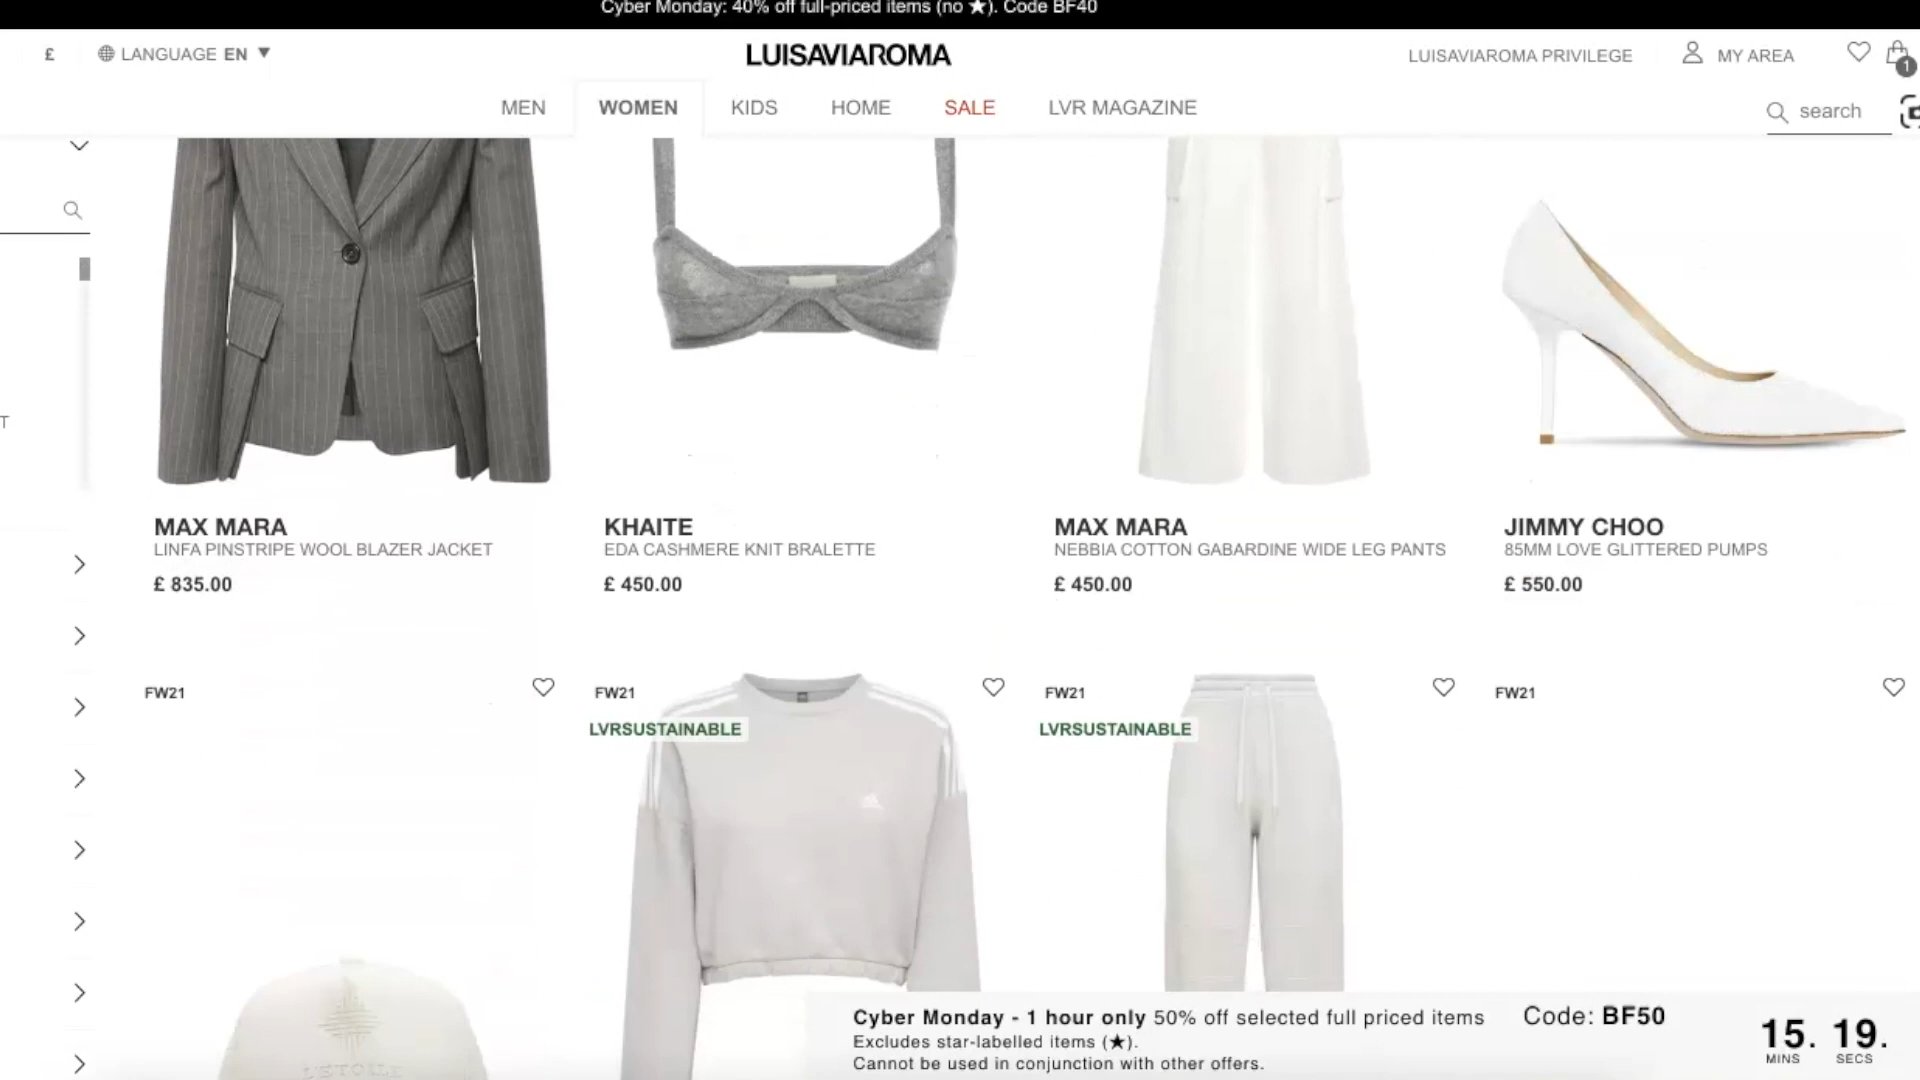 Cyber Monday: 40% off full-priced items (no ★). Code BF40
£ LANGUAGE EN ▼
LUISAVIAROMA
LUISAVIAROMA PRIVILEGE MY AREA 1
MEN WOMEN KIDS HOME SALE LVR MAGAZINE
search
T
MAX MARA
LINFA PINSTRIPE WOOL BLAZER JACKET
£ 835.00
KHAITE
EDA CASHMERE KNIT BRALETTE
£ 450.00
MAX MARA
NEBBIA COTTON GABARDINE WIDE LEG PANTS
£ 450.00
JIMMY CHOO
85MM LOVE GLITTERED PUMPS
£ 550.00
FW21
FW21
LVRSUSTAINABLE
FW21
LVRSUSTAINABLE
FW21
L'ETOILE
Cyber Monday - 1 hour only 50% off selected full priced items
Excludes star-labelled items (★).
Cannot be used in conjunction with other offers.
Code: BF50
15. 19.
MINS SECS